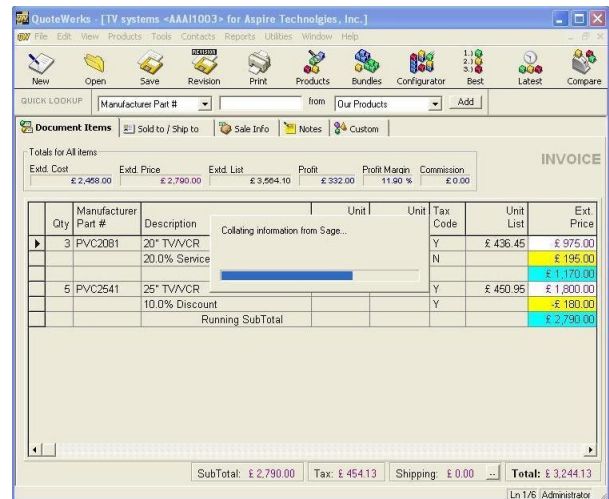 QuoteWerks - [TV systems <AAAI1003> for Aspire Technolgies, Inc.]
File Edit View Products Tools Contacts Reports Utilities Window Help
REVISION
1.)
2.)
3.)
New Open Save Revision Print Products Bundles Configurator Best Latest Compare
QUICK LOOKUP Manufacturer Part # from Our Products Add
Document Items Sold to / Ship to Sale Info Notes Custom
Totals for All items
INVOICE
Extd. Cost Extd. Price Extd. List Profit Profit Margin Commission
£ 2,458.00 £ 2,790.00 £ 3,564.10 £ 332.00 11.90 % £ 0.00
Qty Manufacturer Part # Description Unit Unit Tax Code Unit List Ext. Price
Collating information from Sage...
3 PVC2081 20" TV/VCR Y £ 436.45 £ 975.00
20.0% Service N £ 195.00
£ 1,170.00
5 PVC2541 25" TV/VCR Y £ 450.95 £ 1,800.00
10.0% Discount Y -£ 180.00
Running SubTotal £ 2,790.00
SubTotal: £ 2,790.00 Tax: £ 454.13 Shipping: £ 0.00 .. Total: £ 3,244.13
Ln 1/6 Administrator